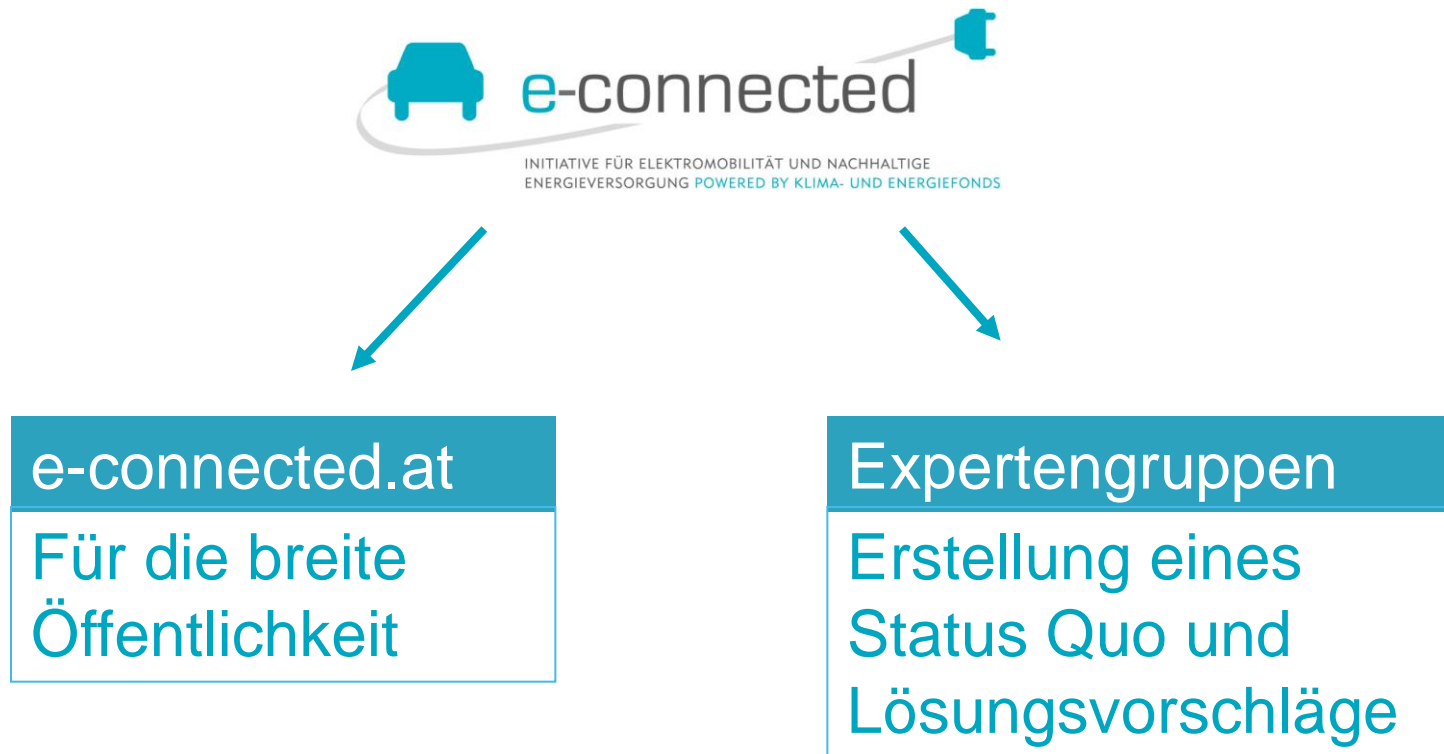 e-connected
INITIATIVE FÜR ELEKTROMOBILITÄT UND NACHHALTIGE
ENERGIEVERSORGUNG POWERED BY KLIMA- UND ENERGIEFONDS
e-connected.at
Für die breite
Öffentlichkeit
Expertengruppen
Erstellung eines
Status Quo und
Lösungsvorschläge